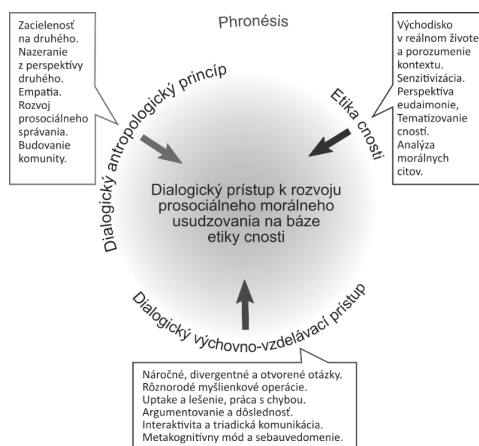 Phronésis
Zacielenosť
na druhého.
Nazeranie
z perspektívy
druhého.
Empatia.
Rozvoj
prosociálneho
správania.
Budovanie
komunity.
Dialogický antropologický princíp
Etika cnosti
Východisko
v reálnom živote
a porozumenie
kontextu.
Senzitivizácia.
Perspektíva
eudaimonie,
Tematizovanie
cností.
Analýza
morálnych
citov.
Dialogický prístup k rozvoju
prosociálneho morálneho
usudzovania na báze
etiky cnosti
Dialogický výchovno-vzdelávací prístup
Náročné, divergentné a otvorené otázky.
Rôznorodé myšlienkové operácie.
Uptake a lešenie, práca s chybou.
Argumentovanie a dôslednosť.
Interaktivita a triadická komunikácia.
Metakognitívny mód a sebauvedomenie.